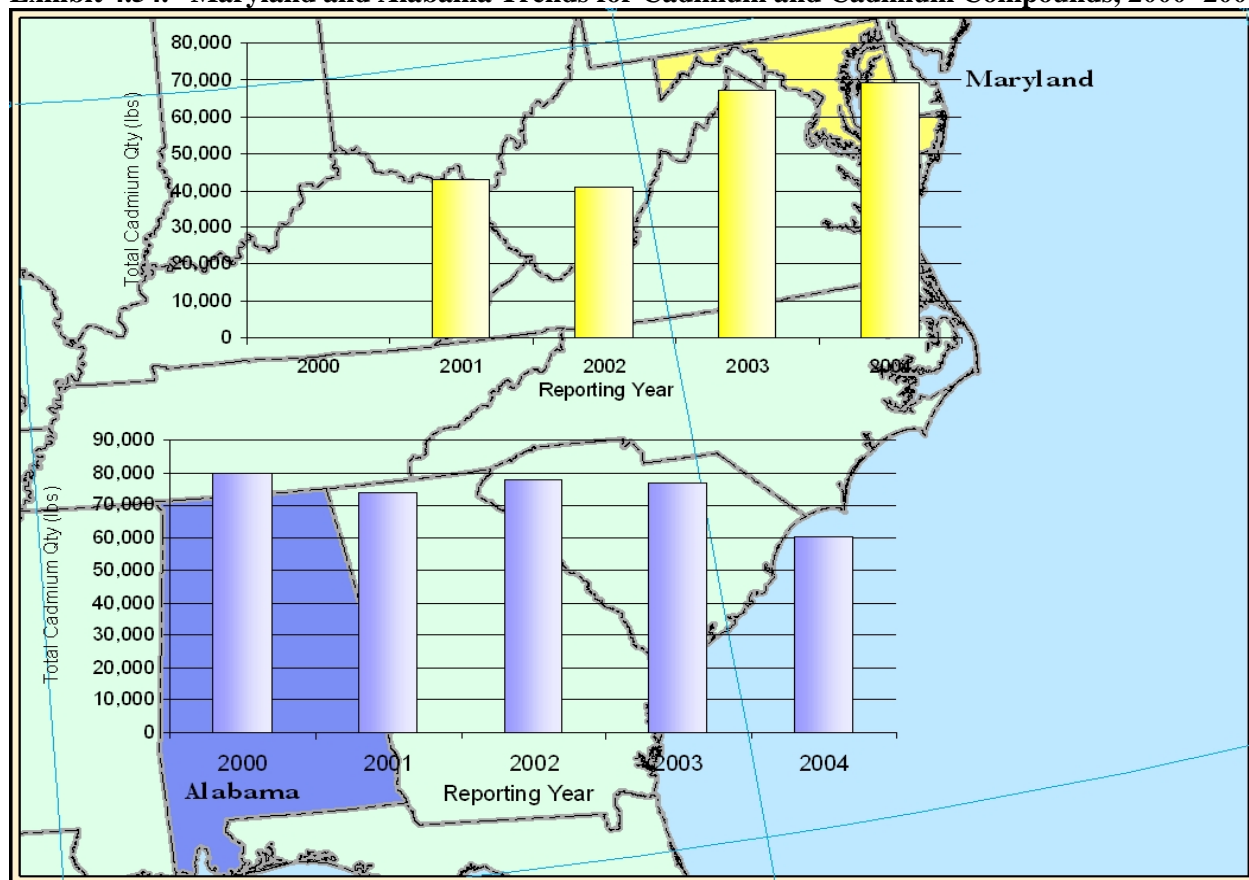 Maryland and Alabama Trends for Cadmium and Cadmium Compounds,
80,000
70,000
60,000
50,000
40,000
30,000
20,000
10,000
0
Total Cadmium Qty (lbs)
Maryland
2000 2001 2002 2003 2004
Reporting Year
90,000
80,000
70,000
60,000
50,000
40,000
30,000
20,000
10,000
0
Total Cadmium Qty (lbs)
2000 2001 2002 2003 2004
Alabama
Reporting Year